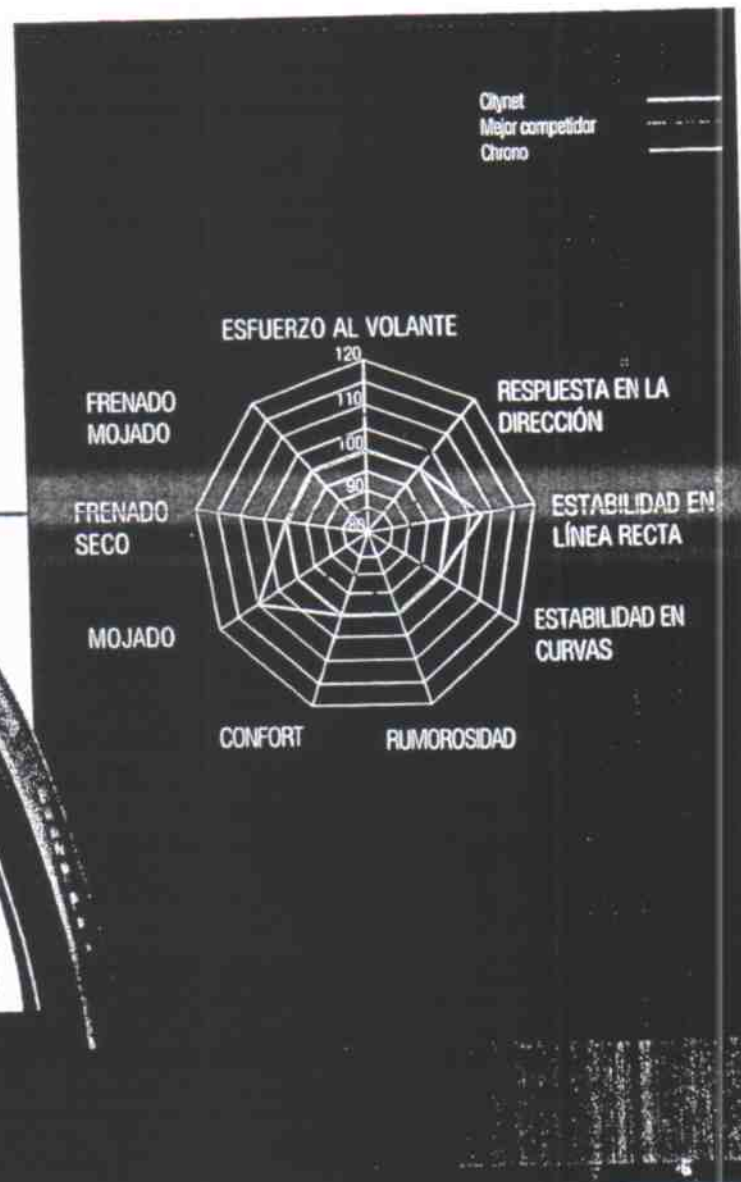 Citynet
Mejor competidor
Chrono
ESFUERZO AL VOLANTE
120
110
100
90
80
RESPUESTA EN LA
DIRECCIÓN
ESTABILIDAD EN
LÍNEA RECTA
ESTABILIDAD EN
CURVAS
RUMOROSIDAD
CONFORT
MOJADO
FRENADO
SECO
FRENADO
MOJADO